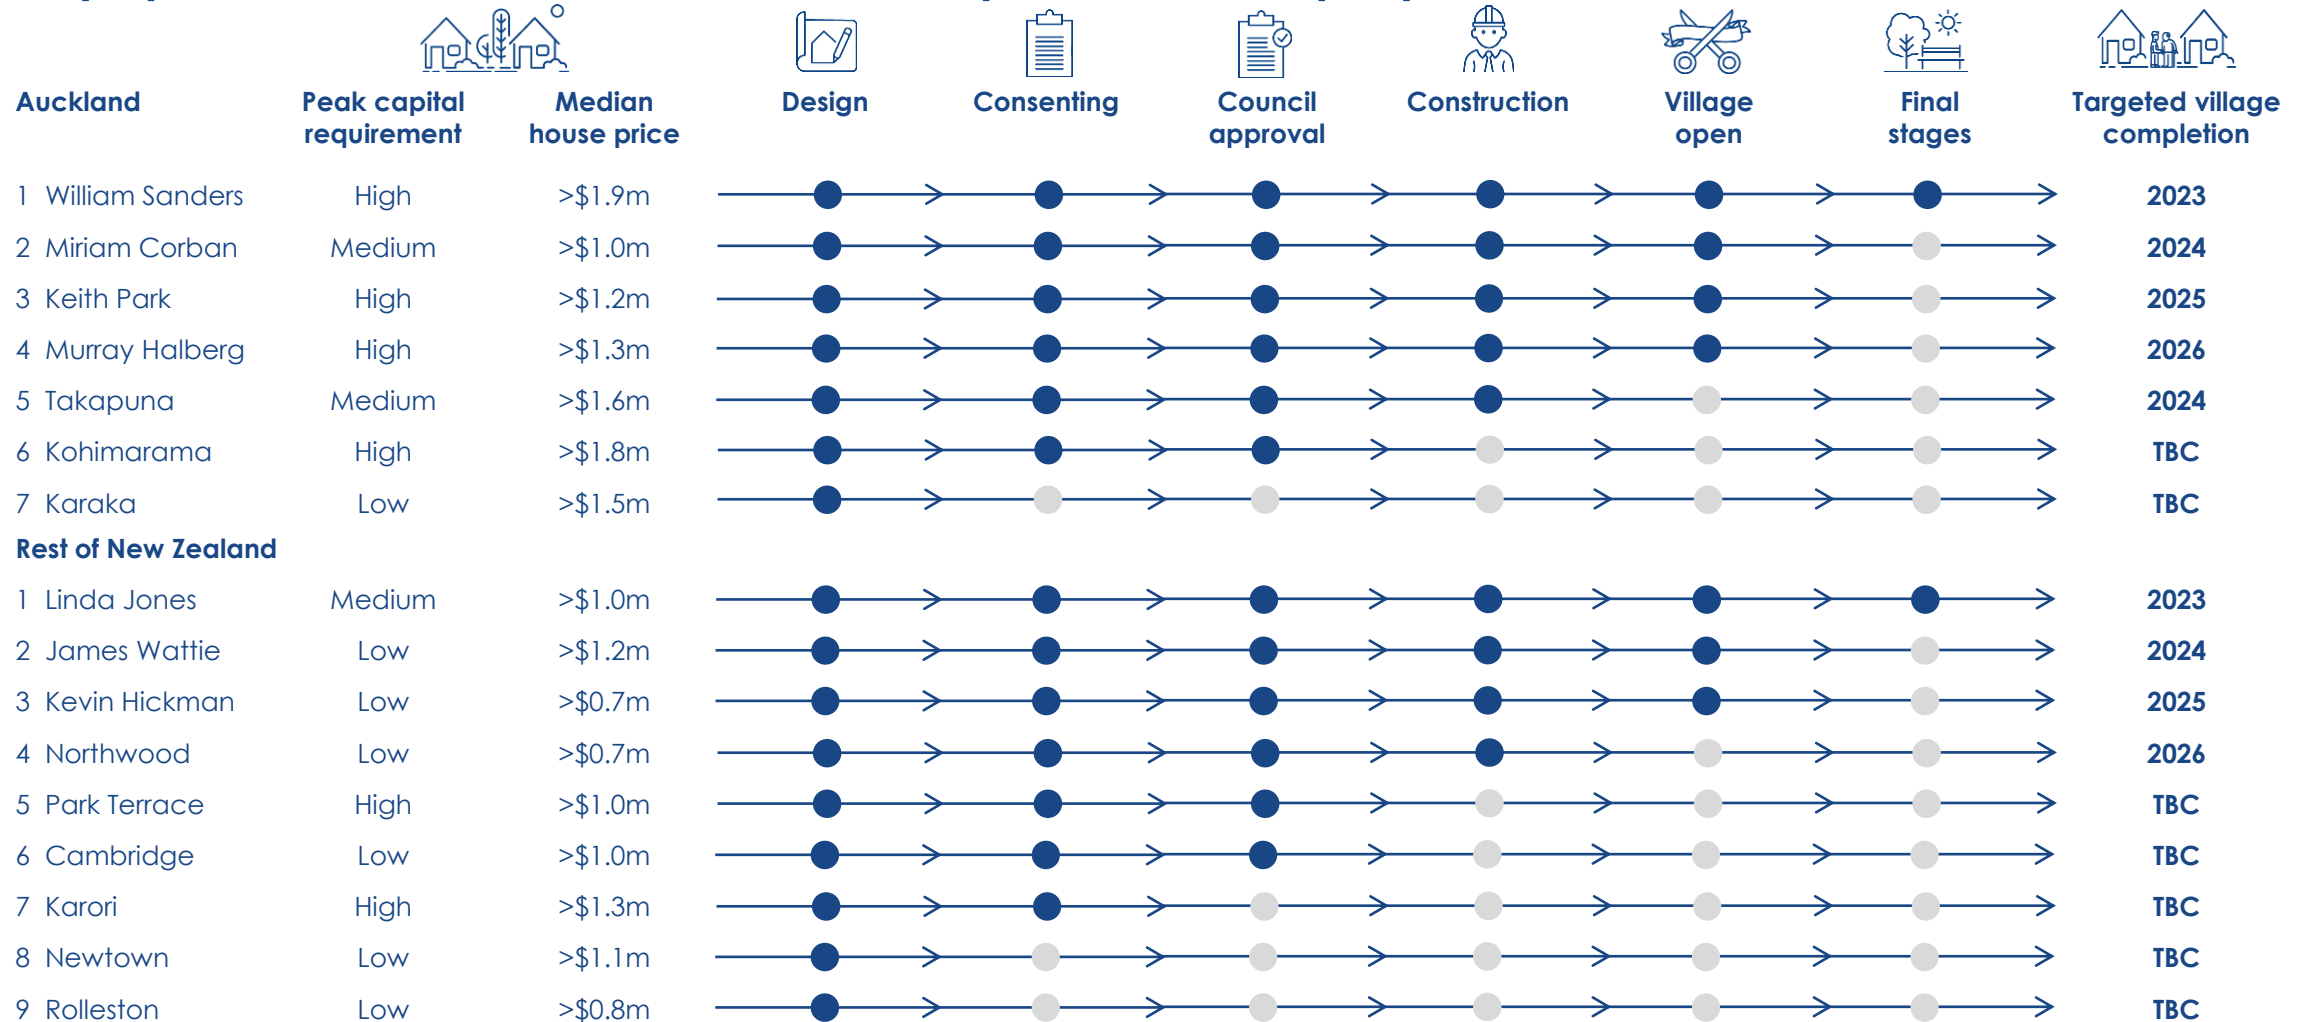 Auckland Peak capital requirement Median house price Design Consenting Council approval Construction Village open Final stages Targeted village completion
1 William Sanders High >$1.9m 2023
2 Miriam Corban Medium >$1.0m 2024
3 Keith Park High >$1.2m 2025
4 Murray Halberg High >$1.3m 2026
5 Takapuna Medium >$1.6m 2024
6 Kohimarama High >$1.8m TBC
7 Karaka Low >$1.5m TBC
Rest of New Zealand
1 Linda Jones Medium >$1.0m 2023
2 James Wattie Low >$1.2m 2024
3 Kevin Hickman Low >$0.7m 2025
4 Northwood Low >$0.7m 2026
5 Park Terrace High >$1.0m TBC
6 Cambridge Low >$1.0m TBC
7 Karori High >$1.3m TBC
8 Newtown Low >$1.1m TBC
9 Rolleston Low >$0.8m TBC